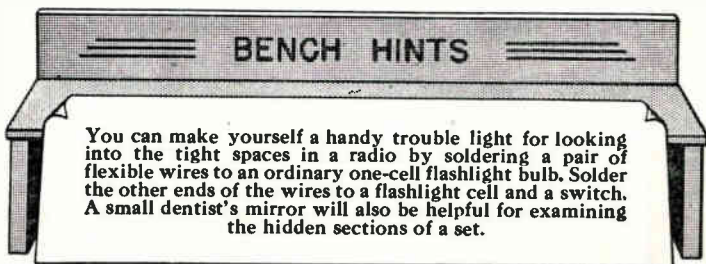 BENCH HINTS
You can make yourself a handy trouble light for looking
into the tight spaces in a radio by soldering a pair of
flexible wires to an ordinary one-cell flashlight bulb. Solder
the other ends of the wires to a flashlight cell and a switch.
A small dentist's mirror will also be helpful for examining
the hidden sections of a set.